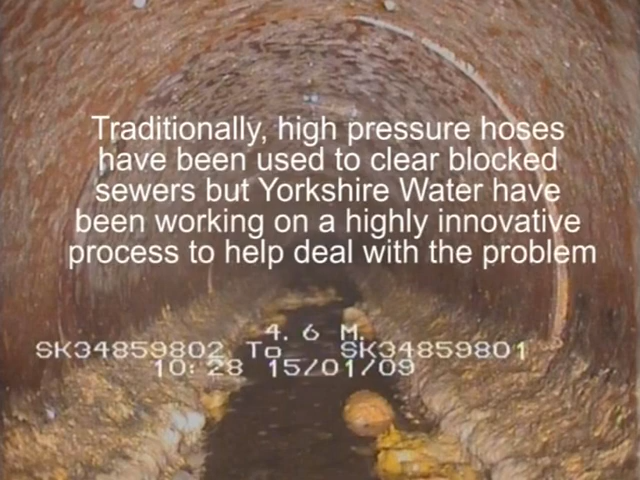 Traditionally, high pressure hoses
have been used to clear blocked
sewers but Yorkshire Water have
been working on a highly innovative
process to help deal with the problem
4. 6 M.
SK34859802 To SK34859801
10:28 15/01/09